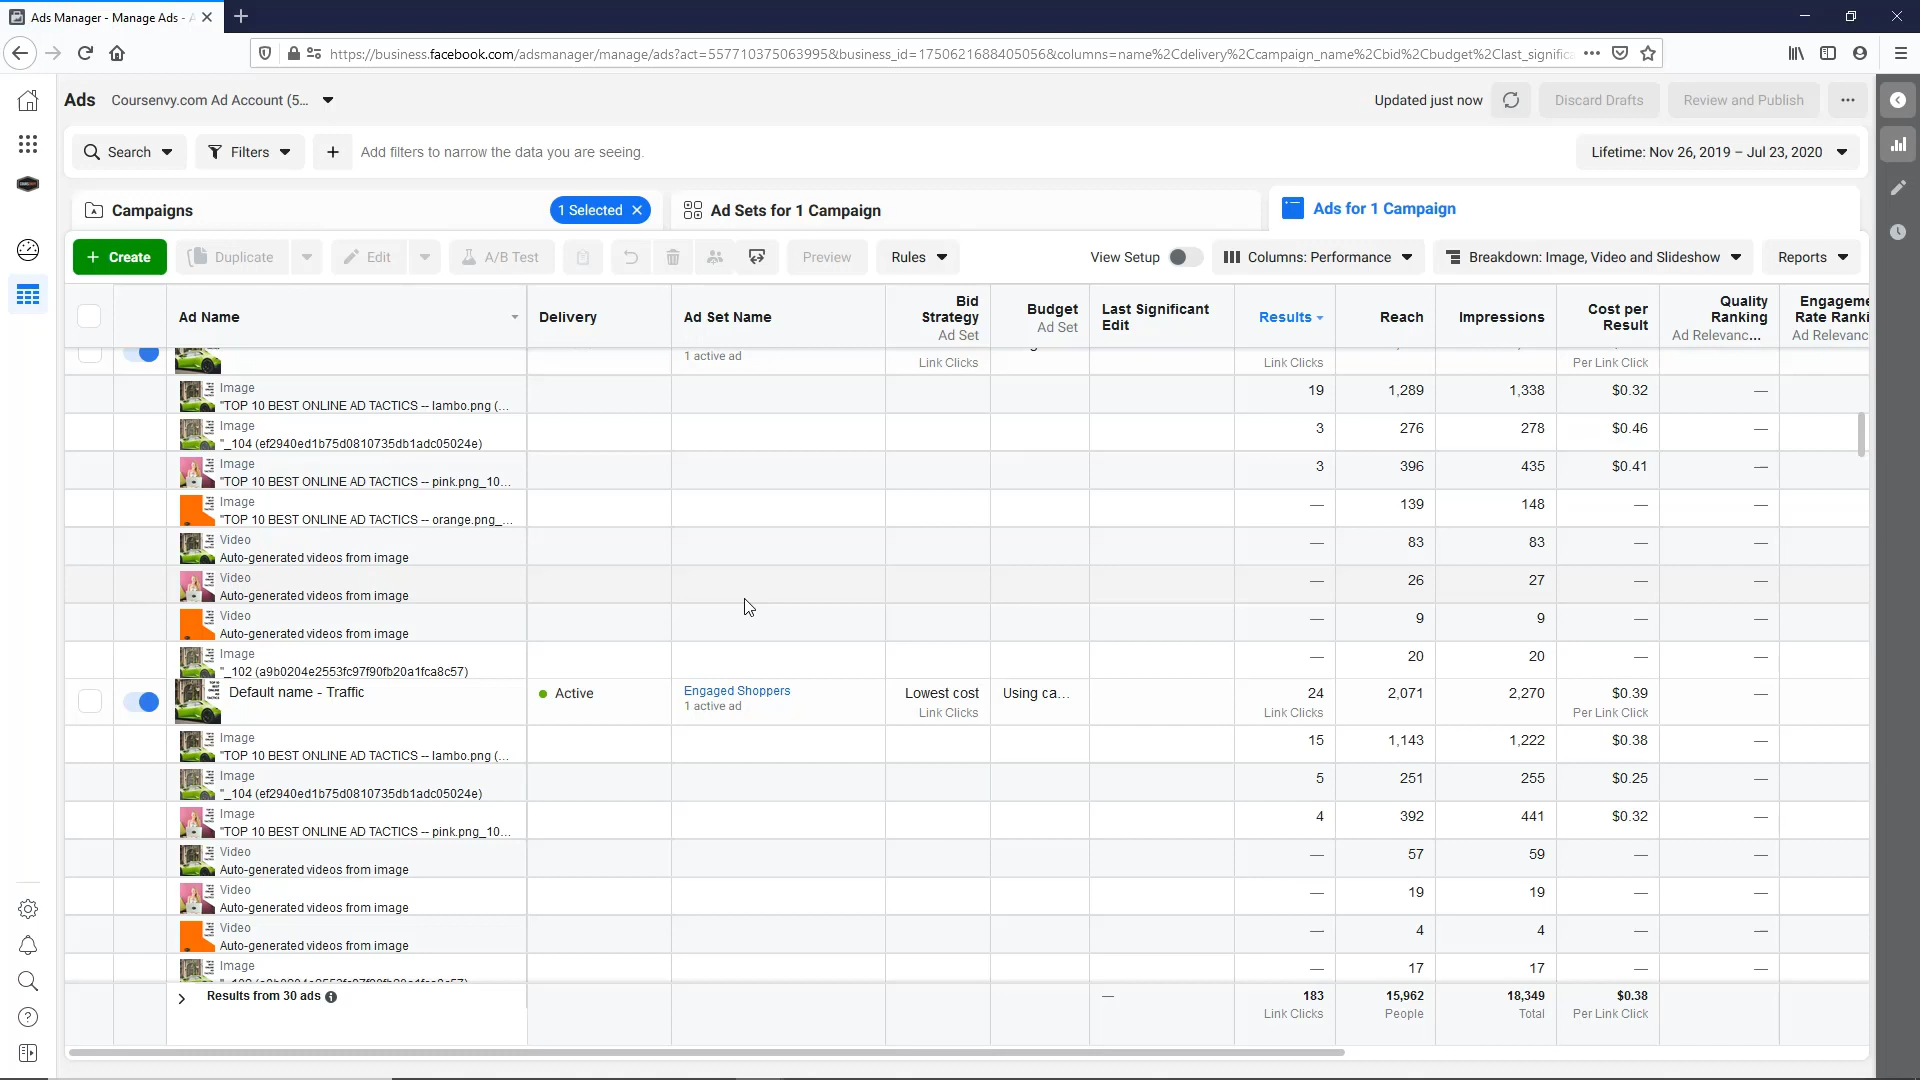 Ads Manager - Manage Ads - A
https://business.facebook.com/adsmanager/manage/ads?act=557710375063995&business_id=1750621688405056&columns=name%2Cdelivery%2Ccampaign_name%2Cbid%2Cbudget%2Clast_significa
Ads Coursenvy.com Ad Account (5... Updated just now Discard Drafts Review and Publish
Search Filters + Add filters to narrow the data you are seeing. Lifetime: Nov 26, 2019 – Jul 23, 2020
Campaigns 1 Selected Ad Sets for 1 Campaign Ads for 1 Campaign
+ Create Duplicate Edit A/B Test Preview Rules View Setup Columns: Performance Breakdown: Image, Video and Slideshow Reports
Ad Name Delivery Ad Set Name Bid Strategy Ad Set Budget Ad Set Last Significant Edit Results Reach Impressions Cost per Result Quality Ranking Ad Relevanc... Engageme Rate Ranki Ad Relevanc
1 active ad Link Clicks Link Clicks Per Link Click
Image 19 1,289 1,338 $0.32 —
"TOP 10 BEST ONLINE AD TACTICS -- lambo.png (...
Image 3 276 278 $0.46 —
"_104 (ef2940ed1b75d0810735db1adc05024e)
Image 3 396 435 $0.41 —
"TOP 10 BEST ONLINE AD TACTICS -- pink.png_10...
Image — 139 148 — —
"TOP 10 BEST ONLINE AD TACTICS -- orange.png_...
Video — 83 83 — —
Auto-generated videos from image
Video — 26 27 — —
Auto-generated videos from image
Video — 9 9 — —
Auto-generated videos from image
Image — 20 20 — —
"_102 (a9b0204e2553fc97f90fb20a1fca8c57)
Default name - Traffic Active Engaged Shoppers Lowest cost Using ca... 24 2,071 2,270 $0.39 —
1 active ad Link Clicks Link Clicks Per Link Click
Image 15 1,143 1,222 $0.38 —
"TOP 10 BEST ONLINE AD TACTICS -- lambo.png (...
Image 5 251 255 $0.25 —
"_104 (ef2940ed1b75d0810735db1adc05024e)
Image 4 392 441 $0.32 —
"TOP 10 BEST ONLINE AD TACTICS -- pink.png_10...
Video — 57 59 — —
Auto-generated videos from image
Video — 19 19 — —
Auto-generated videos from image
Video — 4 4 — —
Auto-generated videos from image
Image — 17 17 — —
Results from 30 ads — 183 15,962 18,349 $0.38
Link Clicks People Total Per Link Click